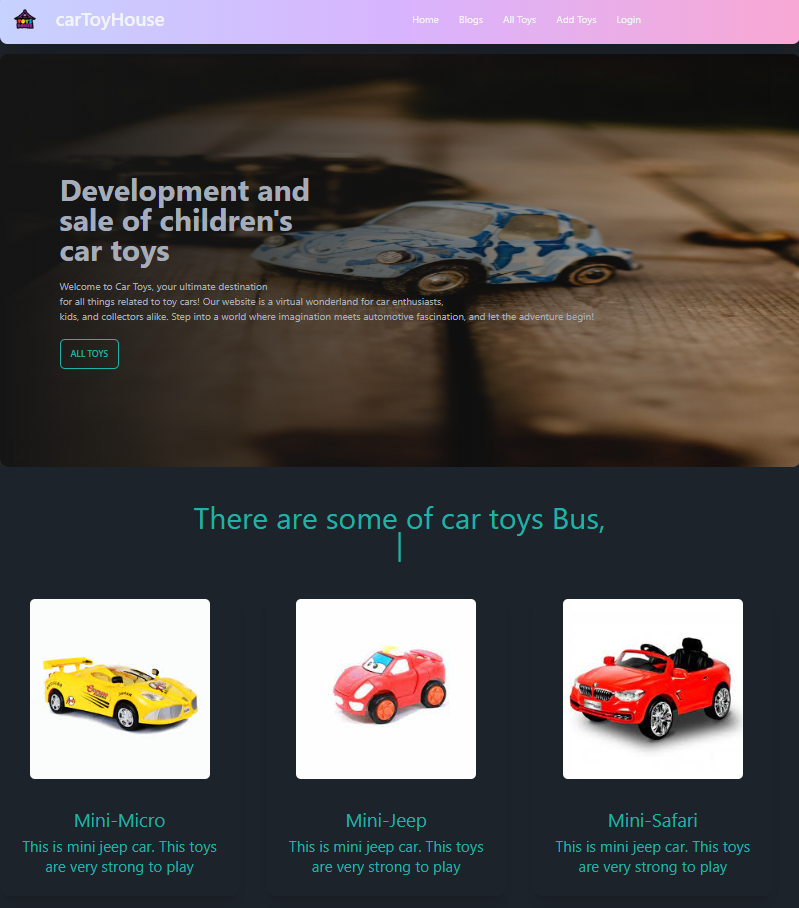 TOYS
carToyHouse
Home Blogs All Toys Add Toys Login
Development and
sale of children's
car toys
Welcome to Car Toys, your ultimate destination
for all things related to toy cars! Our website is a virtual wonderland for car enthusiasts,
kids, and collectors alike. Step into a world where imagination meets automotive fascination, and let the adventure begin!
ALL TOYS
There are some of car toys Bus,
Mini-Micro
This is mini jeep car. This toys
are very strong to play
Mini-Jeep
This is mini jeep car. This toys
are very strong to play
Mini-Safari
This is mini jeep car. This toys
are very strong to play